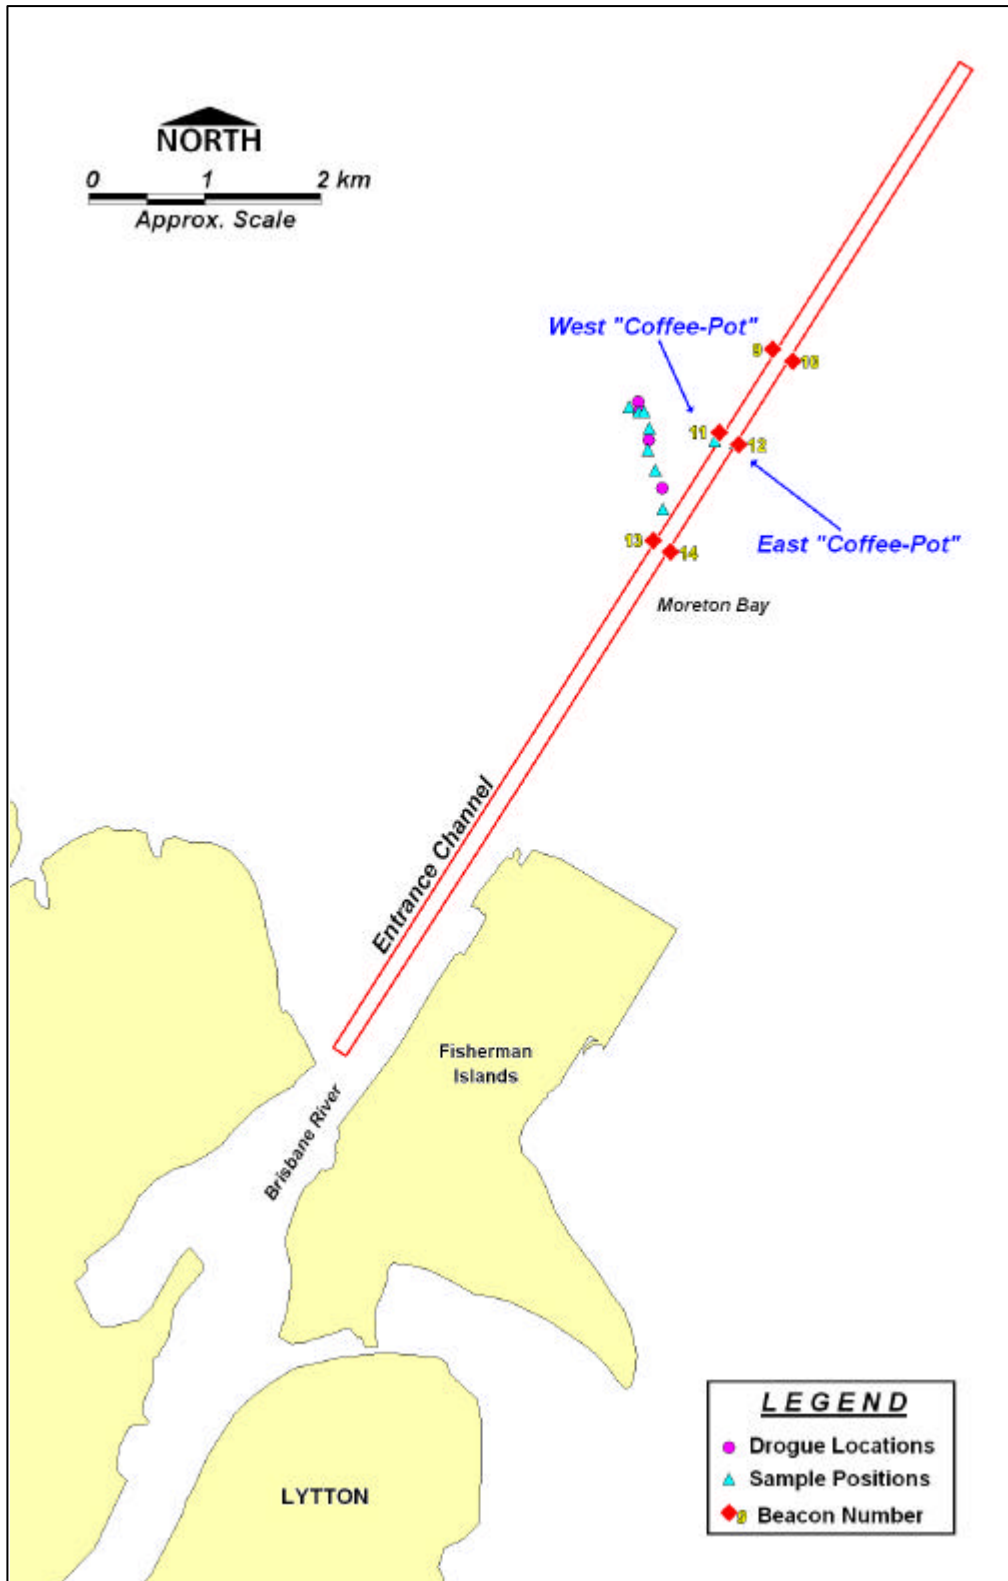 NORTH
0 1 2 km
Approx. Scale
West "Coffee-Pot"
9
10
11
12
East "Coffee-Pot"
13
14
Moreton Bay
Entrance Channel
Fisherman
Islands
Brisbane River
LYTTON
LEGEND
Drogue Locations
Sample Positions
9 Beacon Number